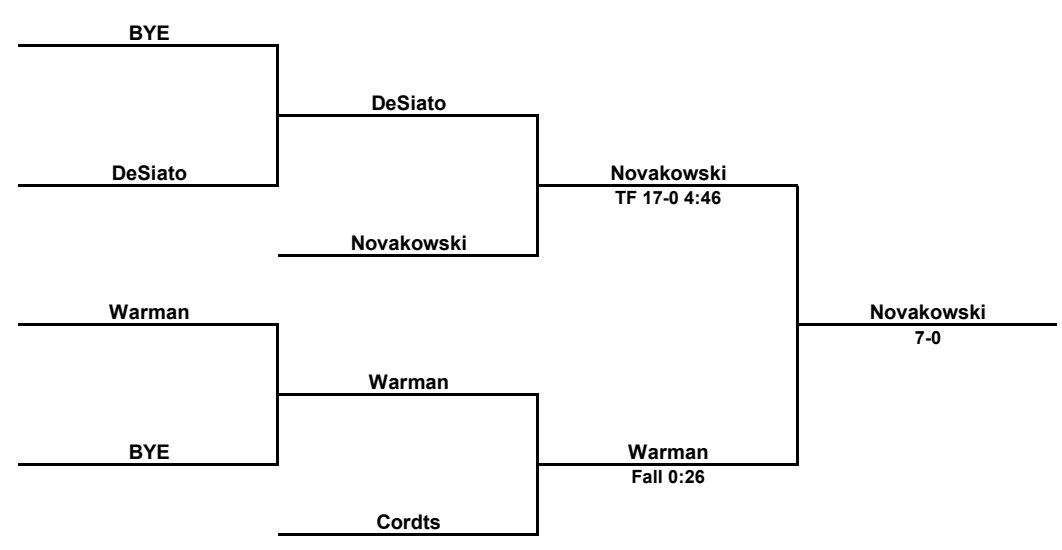 BYE
DeSiato
DeSiato
Novakowski
TF 17-0 4:46
Novakowski
Warman
Novakowski
7-0
Warman
BYE
Warman
Fall 0:26
Cordts